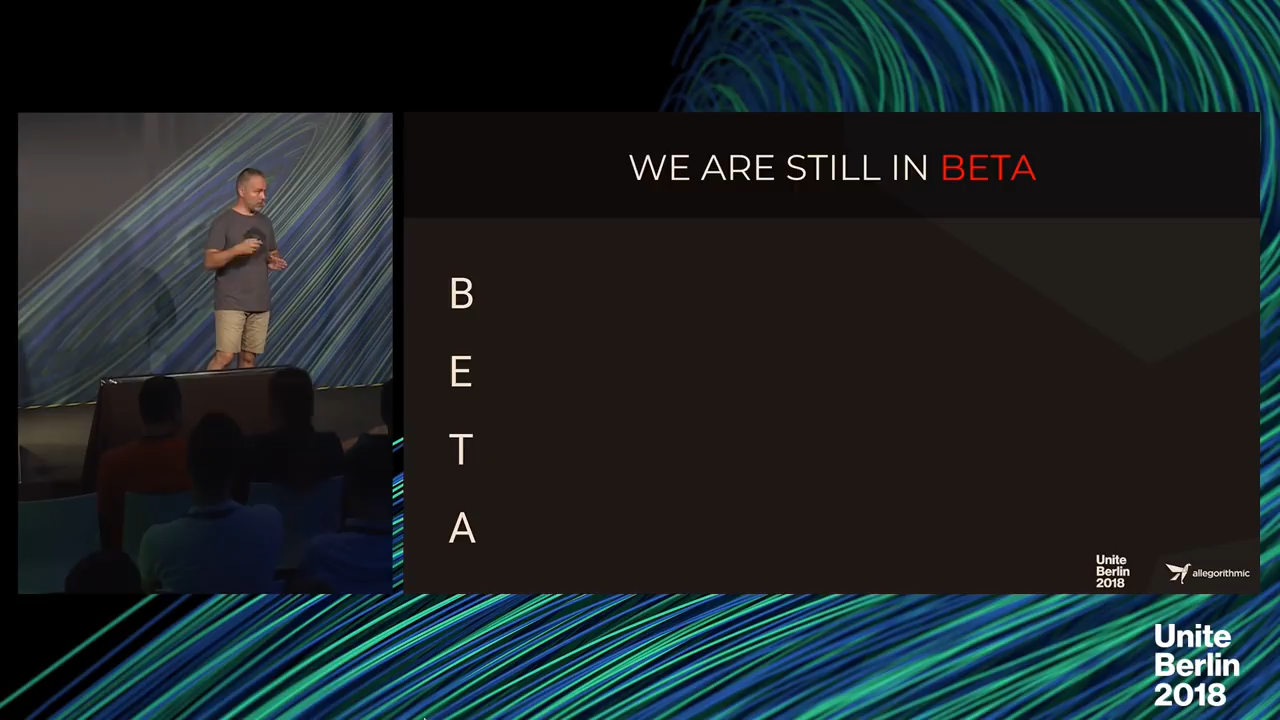 WE ARE STILL IN BETA
B
E
T
A
Unite
Berlin
2018
allegorithmic
Unite
Berlin
2018